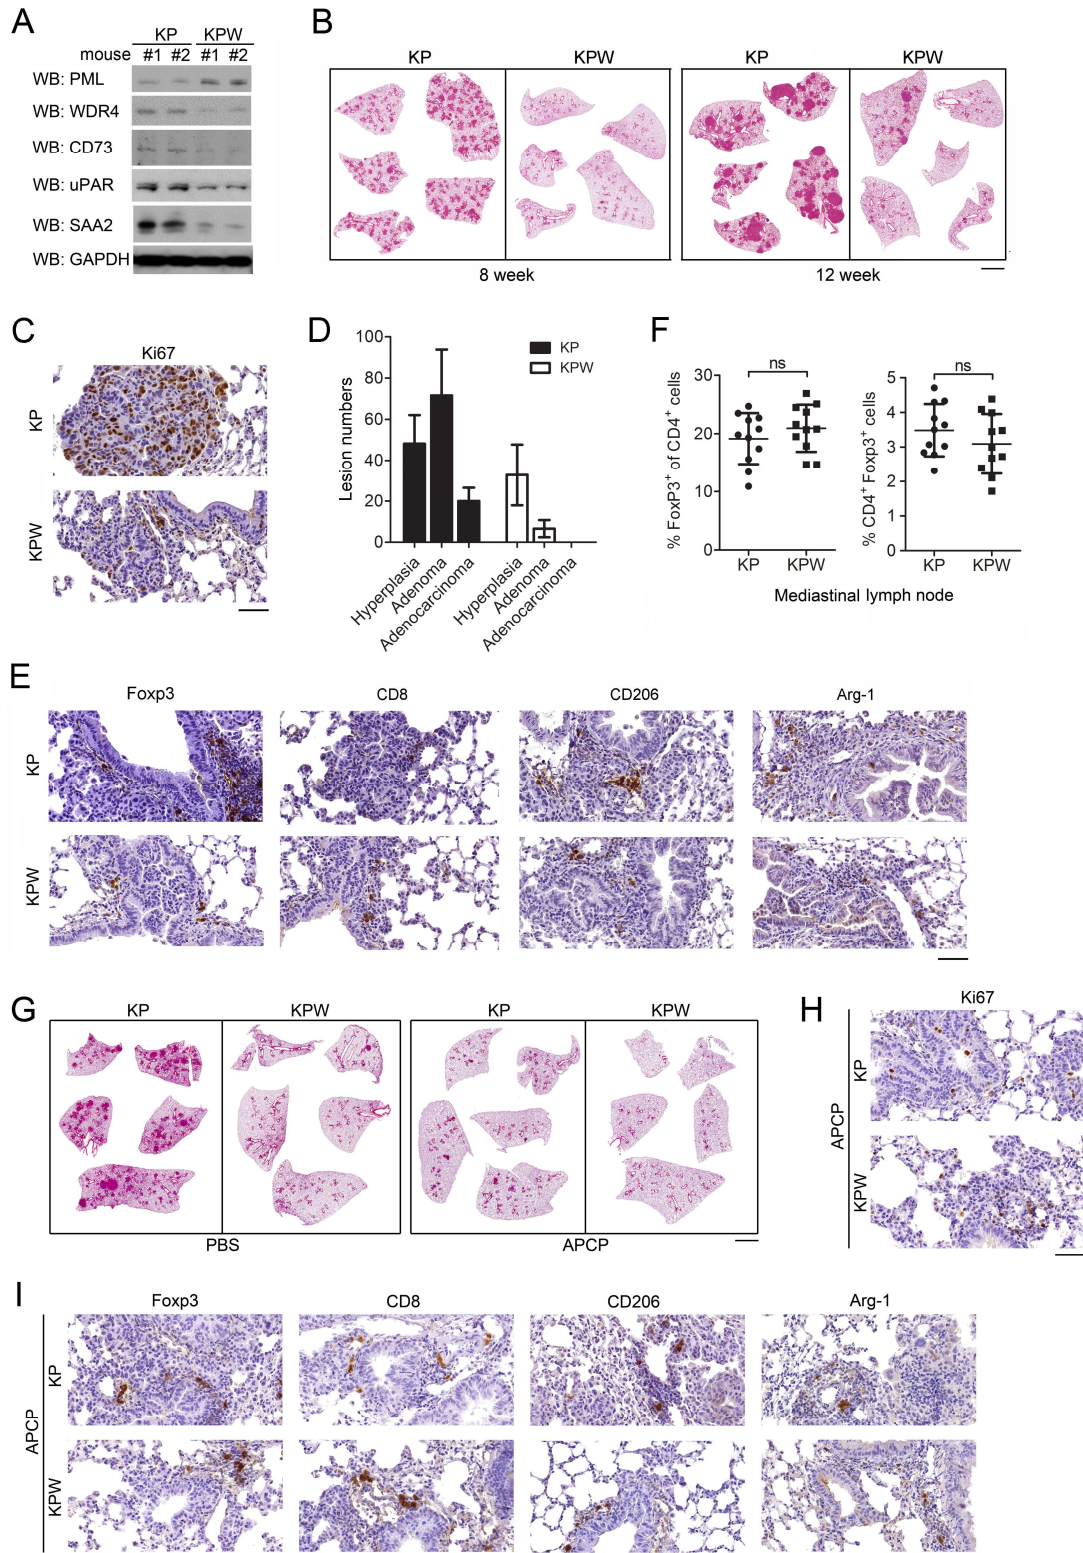 A
KP KPW
mouse #1 #2 #1 #2
WB: PML
WB: WDR4
WB: CD73
WB: uPAR
WB: SAA2
WB: GAPDH
B
KP KPW KP KPW
8 week 12 week
C
Ki67
KP
KPW
D
Lesion numbers
100
80
60
40
20
0
KP
KPW
Hyperplasia Adenoma Adenocarcinoma Hyperplasia Adenoma Adenocarcinoma
F
% FoxP3+ of CD4+ cells
30
20
10
0
ns
KP KPW
% CD4+ Foxp3+ cells
5
4
3
2
1
0
ns
KP KPW
Mediastinal lymph node
E
Foxp3 CD8 CD206 Arg-1
KP
KPW
G
KP KPW KP KPW
PBS APCP
H
Ki67
APCP
KP
KPW
I
Foxp3 CD8 CD206 Arg-1
APCP
KP
KPW